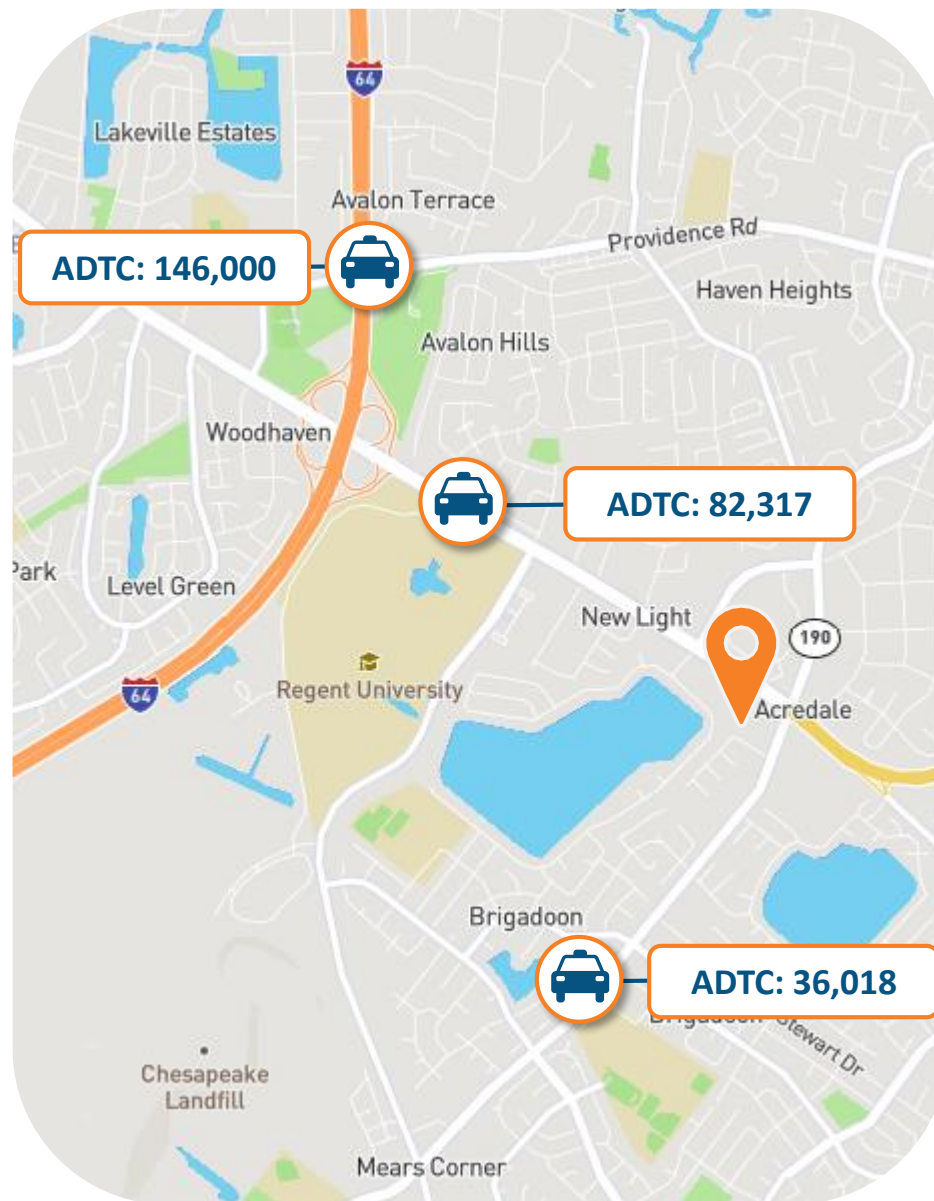 64
Lakeville Estates
Avalon Terrace
Providence Rd
ADTC: 146,000
Haven Heights
Avalon Hills
Woodhaven
ADTC: 82,317
Park
Level Green
New Light
190
Regent University
64
Acredale
Brigadoon
ADTC: 36,018
Brigadoon
Stewart Dr
Chesapeake
Landfill
Mears Corner